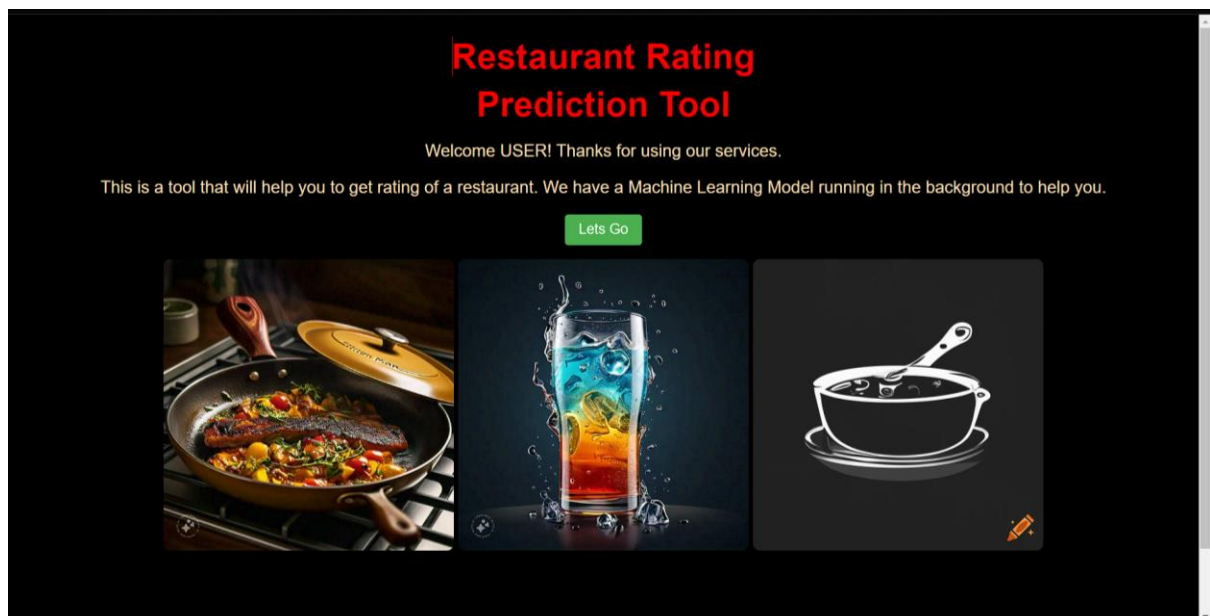 Restaurant Rating
Prediction Tool
Welcome USER! Thanks for using our services.
This is a tool that will help you to get rating of a restaurant. We have a Machine Learning Model running in the background to help you.
Lets Go